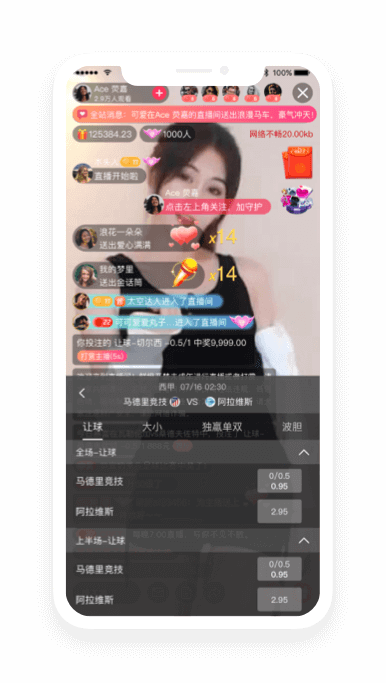 100%
Ace 荧嘉
2.9万人观看
全站消息：可爱在Ace 荧嘉的直播间送出浪漫马车，豪气冲天！
125384.23
1000人
网络不畅20.00kb
直播开始啦
Ace 荧嘉
点击左上角关注，加守护
浪花一朵朵
送出爱心满满
x14
我的梦里
送出金话筒
x14
太空达人进入了直播间
22
可可爱爱丸子，进入了直播间
你投注的 让球-切尔西 -0.5/1 中奖9,999.00
打赏主播(5s)
西甲 07/16 02:30
马德里竞技 VS 阿拉维斯
让球 大小 独赢单双 波胆
全场-让球
马德里竞技
0/0.5
0.95
阿拉维斯
2.95
上半场-让球
马德里竞技
0/0.5
0.95
阿拉维斯
2.95